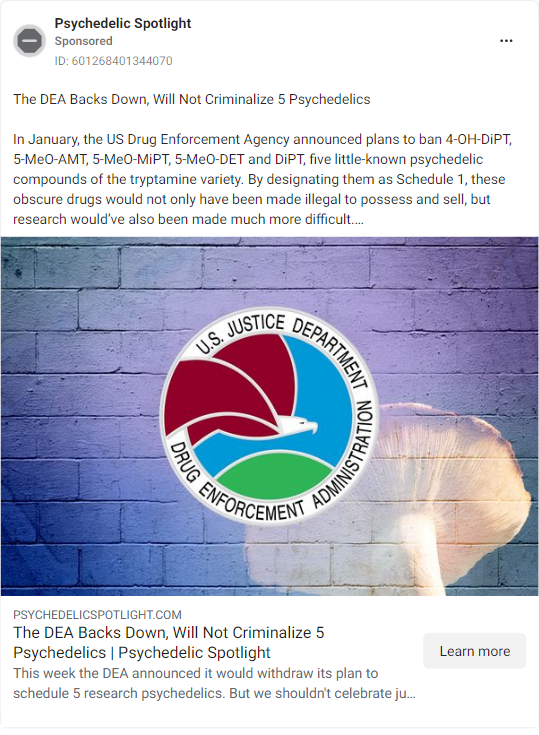 Psychedelic Spotlight
Sponsored
ID: 601268401344070
The DEA Backs Down, Will Not Criminalize 5 Psychedelics
In January, the US Drug Enforcement Agency announced plans to ban 4-OH-DiPT,
5-MeO-AMT, 5-MeO-MiPT, 5-MeO-DET and DiPT, five little-known psychedelic
compounds of the tryptamine variety. By designating them as Schedule 1, these
obscure drugs would not only have been made illegal to possess and sell, but
research would've also been made much more difficult....
U.S. JUSTICE DEPARTMENT
DRUG ENFORCEMENT ADMINISTRATION
PSYCHEDELICSPOTLIGHT.COM
The DEA Backs Down, Will Not Criminalize 5
Psychedelics | Psychedelic Spotlight
This week the DEA announced it would withdraw its plan to
schedule 5 research psychedelics. But we shouldn't celebrate ju...
Learn more